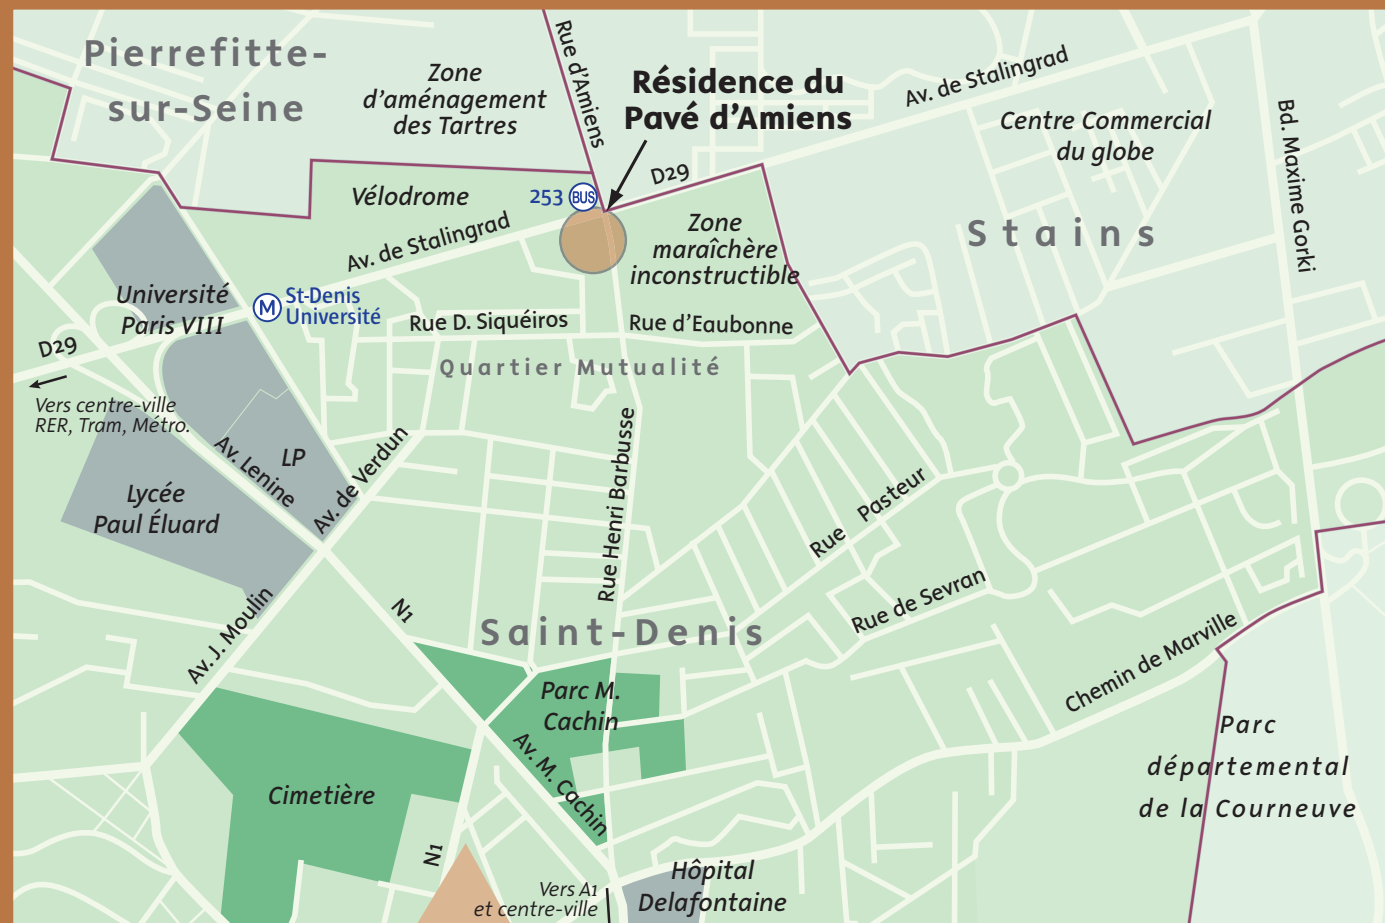 Pierrefitte-
sur-Seine
Zone
d'aménagement
des Tartres
Rue d'Amiens
Résidence du
Pavé d'Amiens
Av. de Stalingrad
Centre Commercial
du globe
Bd. Maxime Gorki
Vélodrome
253 BUS
D29
Av. de Stalingrad
Zone
maraîchère
inconstructible
Stains
Université
Paris VIII
M St-Denis
Université
Rue D. Siquéiros
Rue d'Eaubonne
D29
Quartier Mutualité
Vers centre-ville
RER, Tram, Métro.
Av. Lenine
LP
Av. de Verdun
Lycée
Paul Éluard
Rue Henri Barbusse
Rue Pasteur
Rue de Sevran
Av. J. Moulin
N1
Saint-Denis
Chemin de Marville
Parc M.
Cachin
Av. M. Cachin
Parc
départemental
de la Courneuve
Cimetière
N1
Hôpital
Delafontaine
Vers A1
et centre-ville